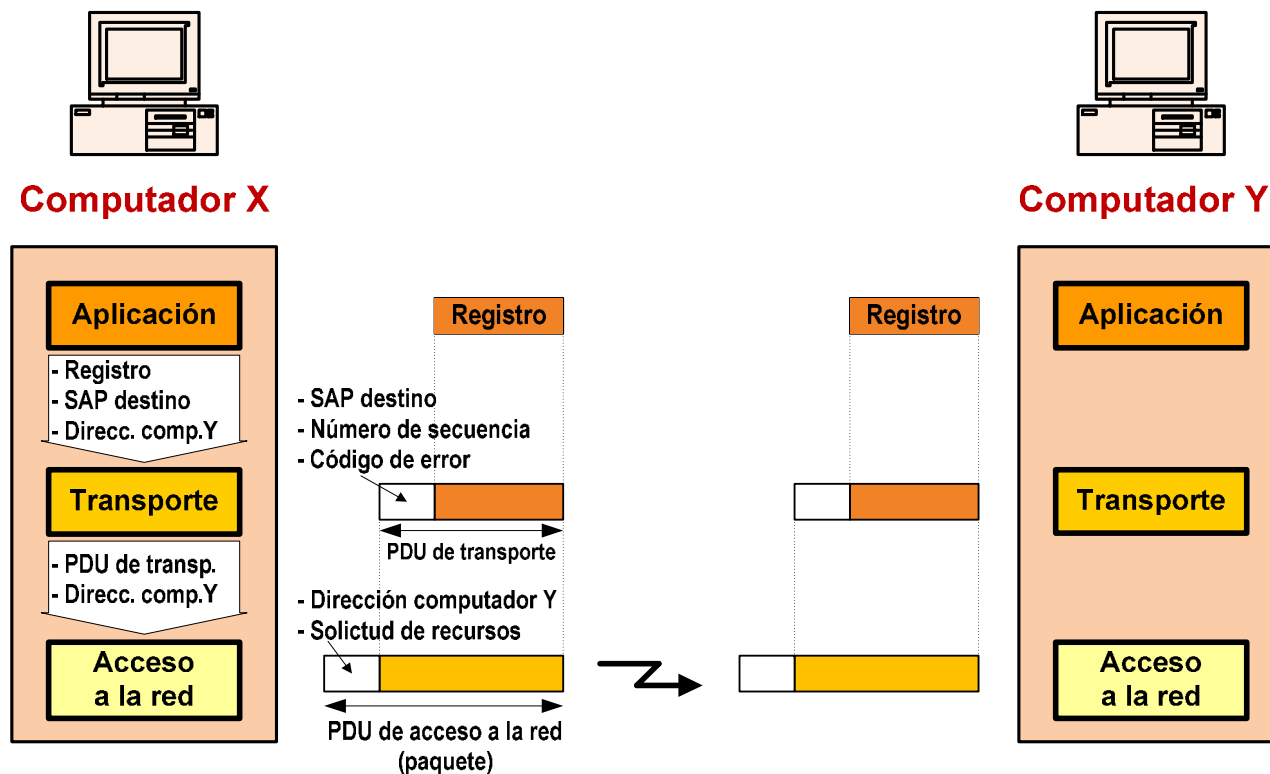 Computador X
Computador Y
Aplicación
Registro
Registro
Aplicación
- Registro
- SAP destino
- Direcc. comp.Y
- SAP destino
- Número de secuencia
- Código de error
Transporte
Transporte
PDU de transporte
- PDU de transp.
- Direcc. comp.Y
- Dirección computador Y
- Solictud de recursos
Acceso
a la red
Acceso
a la red
PDU de acceso a la red
(paquete)